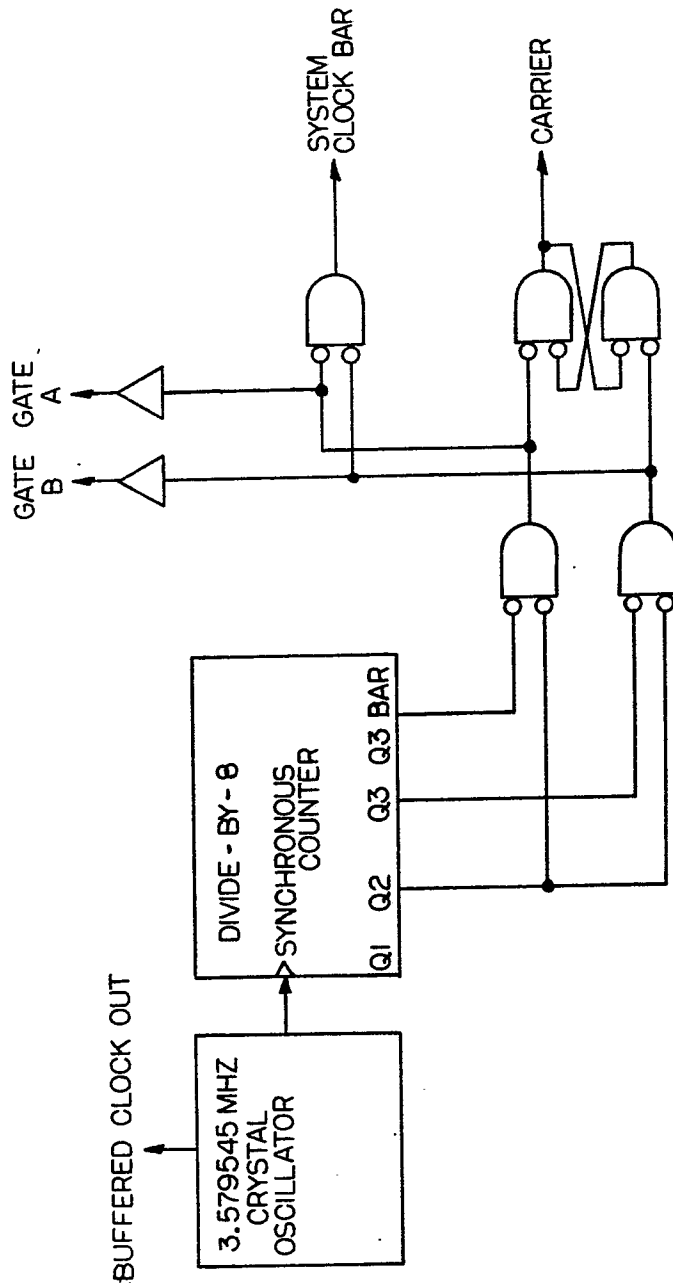 BUFFERED CLOCK OUT
3.579545 MHZ
CRYSTAL
OSCILLATOR
DIVIDE-BY-8
SYNCHRONOUS
COUNTER
Q1 Q2 Q3 Q3 BAR
GATE
B
GATE
A
SYSTEM
CLOCK BAR
CARRIER